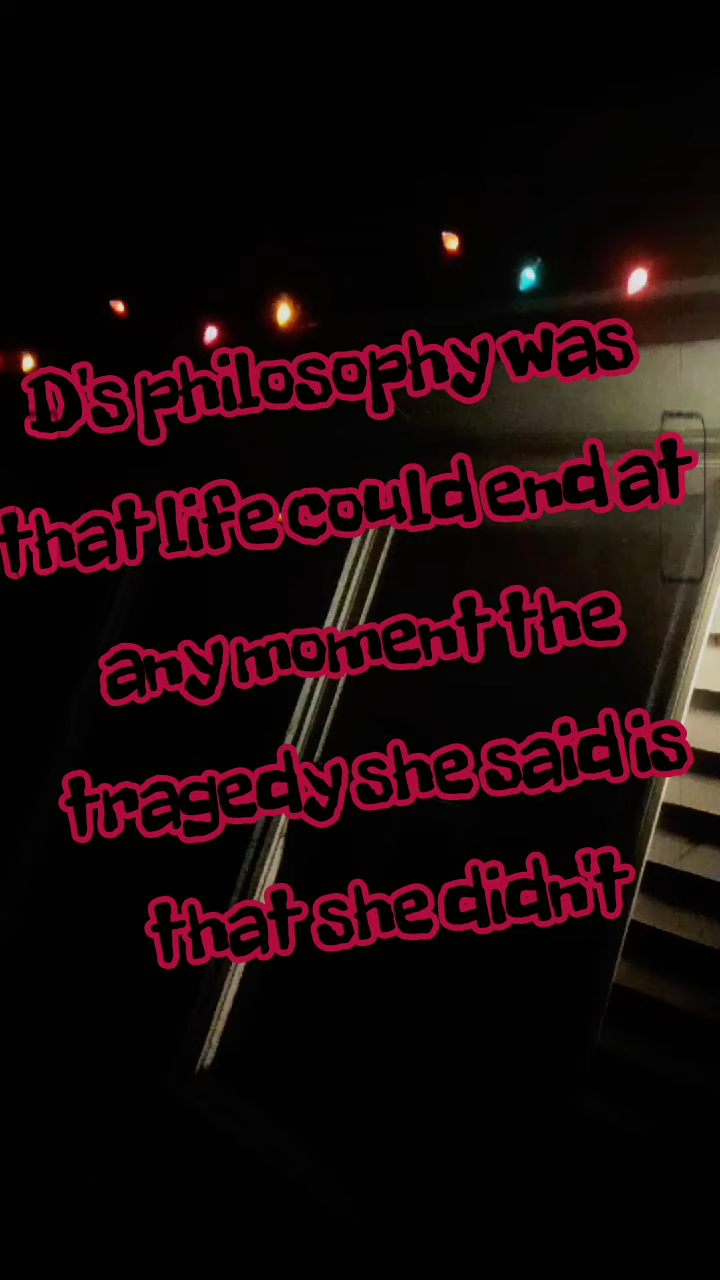 D's philosophy was
that life could end at
any moment the
tragedy she said is
that she didn't